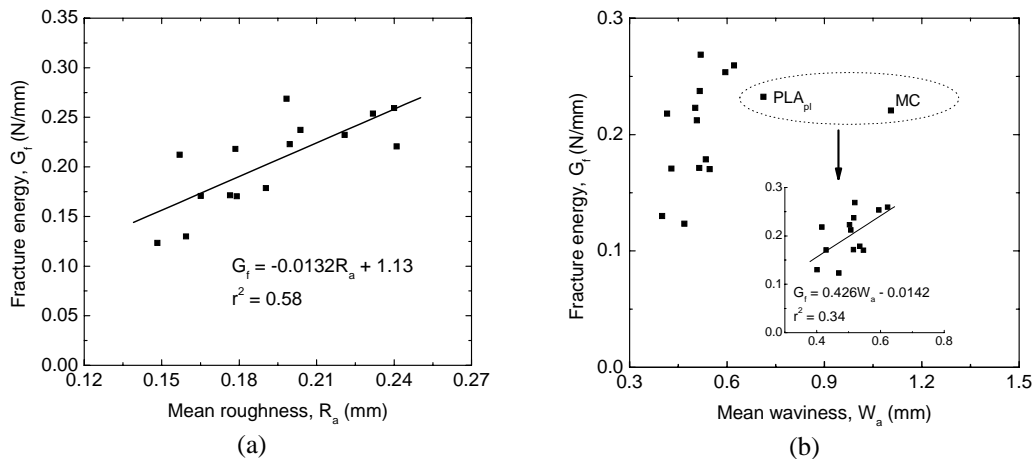 0.35
0.30
0.25
0.20
0.15
0.10
0.05
0.00
Fracture energy, G_f (N/mm)
G_f = -0.0132R_a + 1.13
r² = 0.58
0.12 0.15 0.18 0.21 0.24 0.27
Mean roughness, R_a (mm)
(a)
0.3
0.2
0.1
0.0
Fracture energy, G_f (N/mm)
PLA_pl
MC
0.3
0.2
0.1
0.0
G_f = 0.426W_a - 0.0142
r² = 0.34
0.4 0.6 0.8
0.3 0.6 0.9 1.2 1.5
Mean waviness, W_a (mm)
(b)